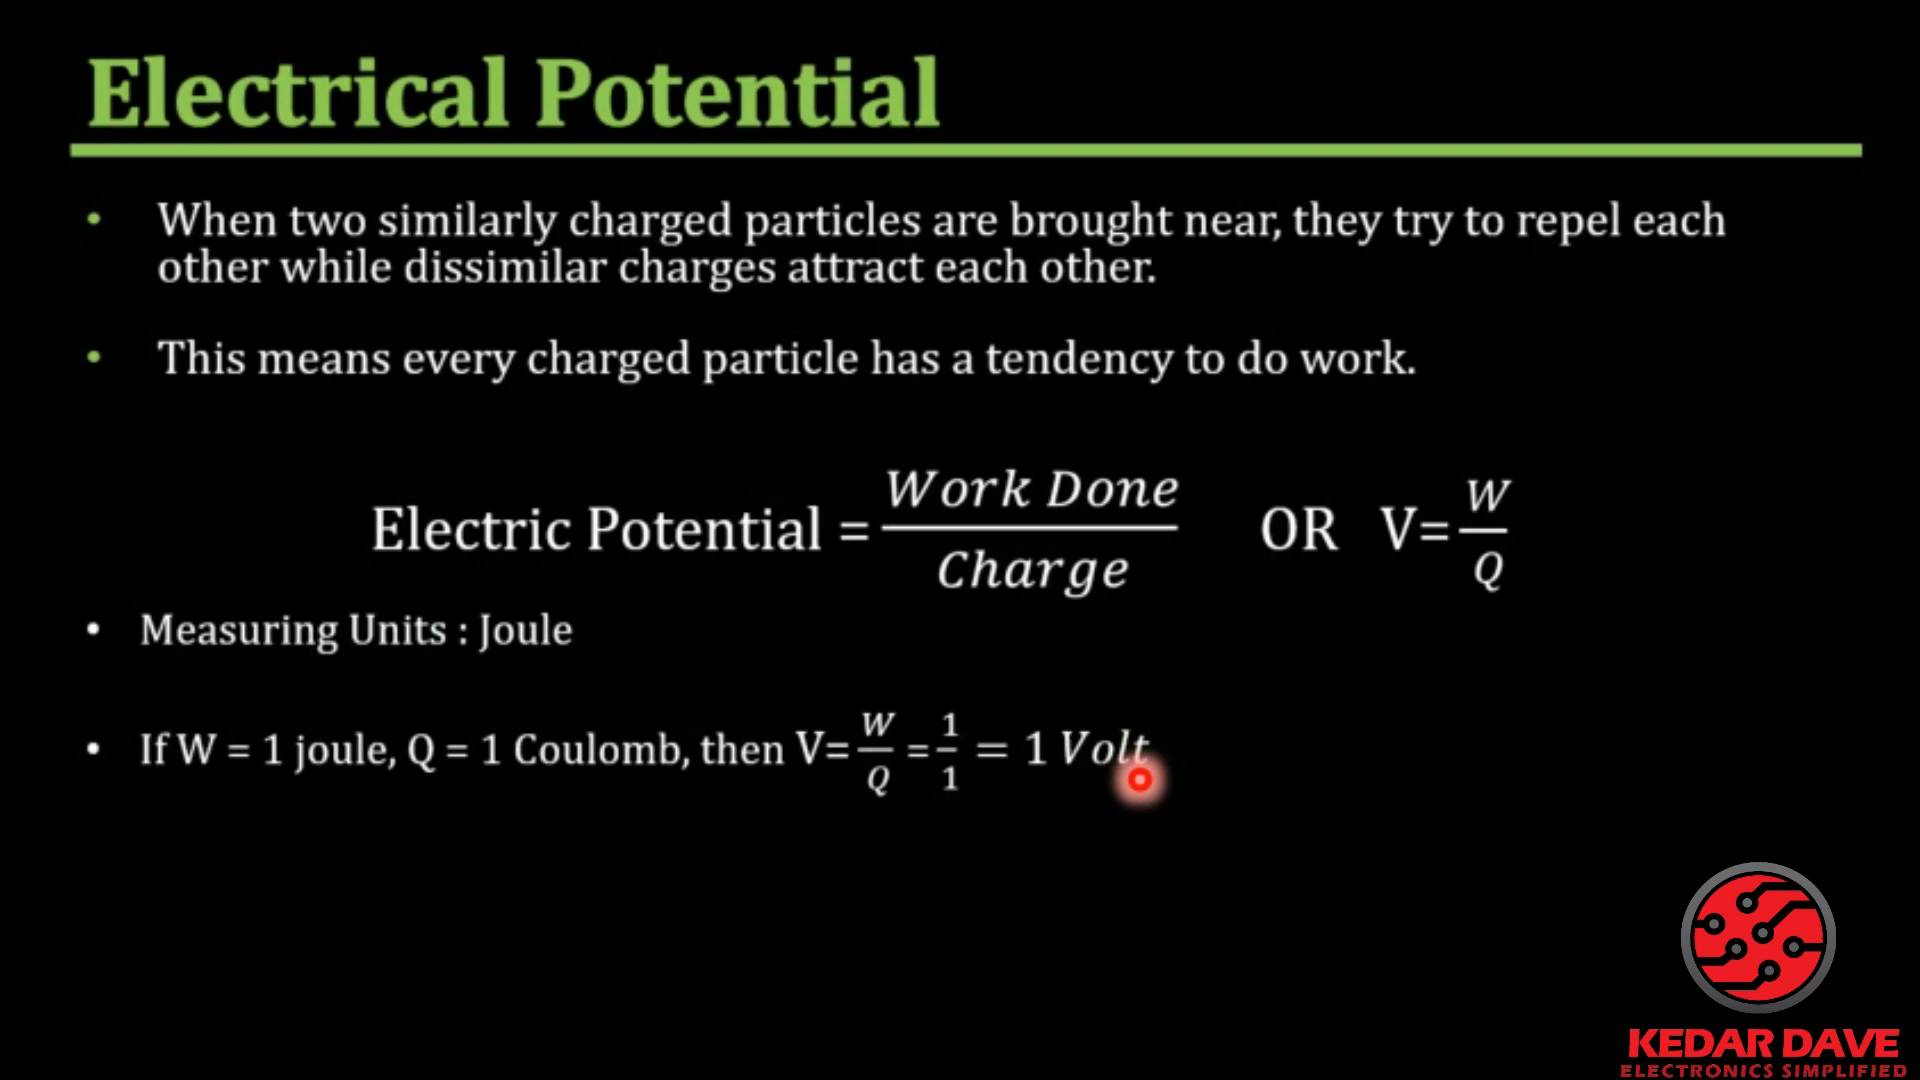 Electrical Potential
• When two similarly charged particles are brought near, they try to repel each
other while dissimilar charges attract each other.
• This means every charged particle has a tendency to do work.
Electric Potential = Work Done / Charge OR V= W / Q
• Measuring Units : Joule
• If W = 1 joule, Q = 1 Coulomb, then V= W / Q = 1 / 1 = 1 Volt
KEDAR DAVE
ELECTRONICS SIMPLIFIED